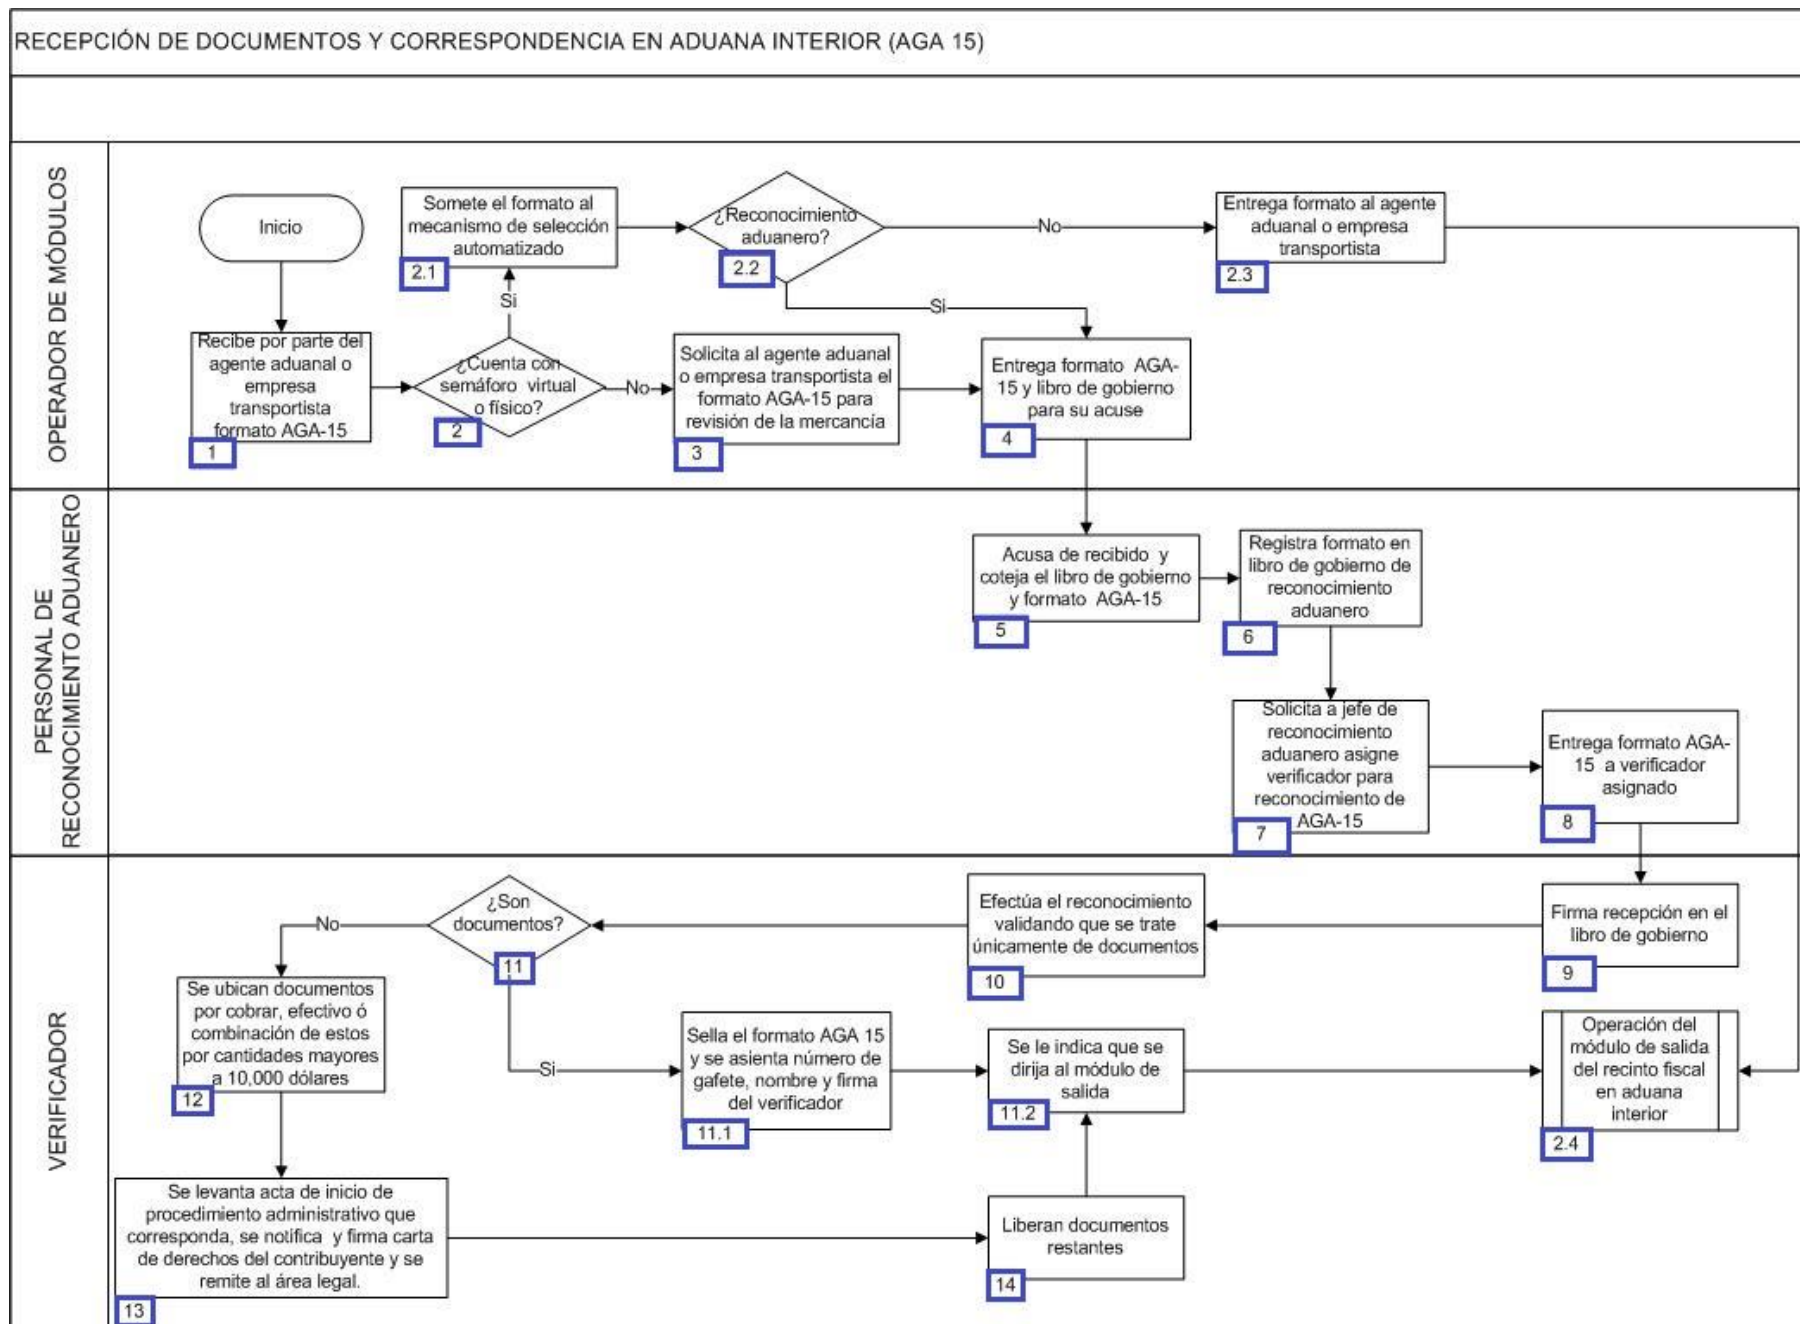 RECEPCIÓN DE DOCUMENTOS Y CORRESPONDENCIA EN ADUANA INTERIOR (AGA 15)
OPERADOR DE MÓDULOS
Inicio
Somete el formato al
mecanismo de selección
automatizado
2.1
¿Reconocimiento
aduanero?
2.2
No
Entrega formato al agente
aduanal o empresa
transportista
2.3
Si
Si
Recibe por parte del
agente aduanal o
empresa
transportista
formato AGA-15
1
¿Cuenta con
semáforo virtual
o físico?
2
No
Solicita al agente aduanal
o empresa transportista el
formato AGA-15 para
revisión de la mercancía
3
Entrega formato AGA-
15 y libro de gobierno
para su acuse
4
PERSONAL DE
RECONOCIMIENTO ADUANERO
Acusa de recibido y
coteja el libro de gobierno
y formato AGA-15
5
Registra formato en
libro de gobierno de
reconocimiento
aduanero
6
Solicita a jefe de
reconocimiento
aduanero asigne
verificador para
reconocimiento de
AGA-15
7
Entrega formato AGA-
15 a verificador
asignado
8
VERIFICADOR
Firma recepción en el
libro de gobierno
9
Efectúa el reconocimiento
validando que se trate
únicamente de documentos
10
¿Son
documentos?
11
No
Se ubican documentos
por cobrar, efectivo ó
combinación de estos
por cantidades mayores
a 10,000 dólares
12
Si
Sella el formato AGA 15
y se asienta número de
gafete, nombre y firma
del verificador
11.1
Se le indica que se
dirija al módulo de
salida
11.2
Operación del
módulo de salida
del recinto fiscal
en aduana
interior
2.4
Se levanta acta de inicio de
procedimiento administrativo que
corresponda, se notifica y firma carta
de derechos del contribuyente y se
remite al área legal.
13
Liberan documentos
restantes
14